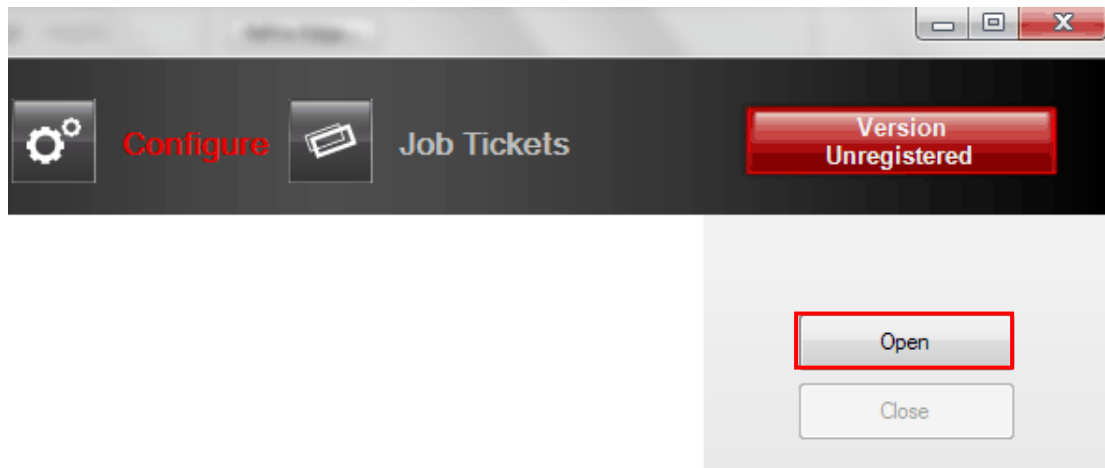 Configure
Job Tickets
Version
Unregistered
Open
Close